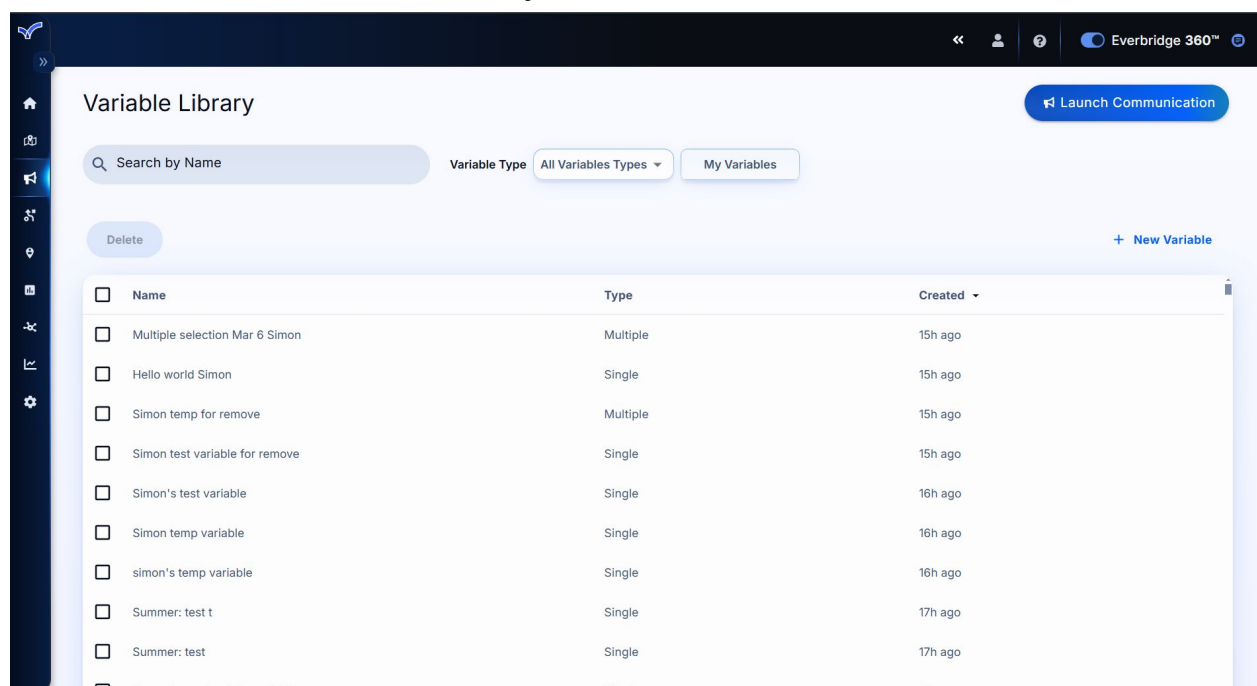 Everbridge 360™
Variable Library
Launch Communication
Search by Name
Variable Type
All Variables Types
My Variables
Delete
+ New Variable
Name Type Created
Multiple selection Mar 6 Simon Multiple 15h ago
Hello world Simon Single 15h ago
Simon temp for remove Multiple 15h ago
Simon test variable for remove Single 15h ago
Simon's test variable Single 16h ago
Simon temp variable Single 16h ago
simon's temp variable Single 16h ago
Summer: test t Single 17h ago
Summer: test Single 17h ago